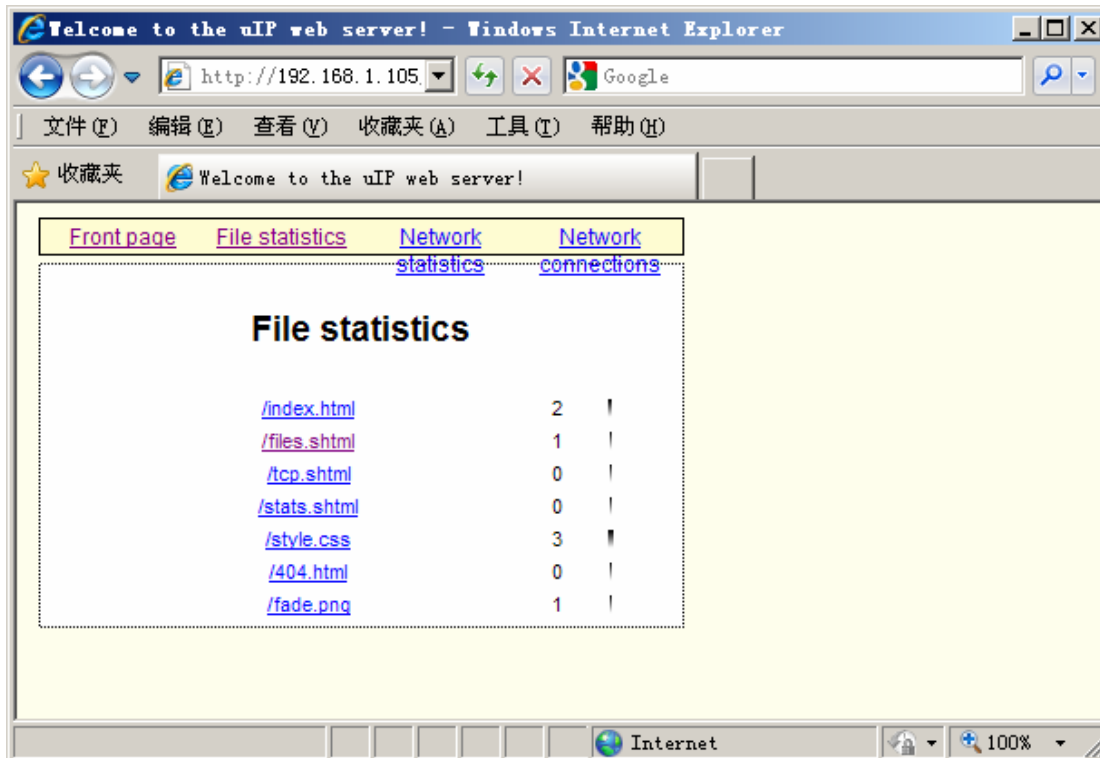 Welcome to the uIP web server! - Windows Internet Explorer
http://192.168.1.105. Google
文件(F) 编辑(E) 查看(V) 收藏夹(A) 工具(T) 帮助(H)
收藏夹 Welcome to the uIP web server!
Front page File statistics Network statistics Network connections
File statistics
/index.html 2
/files.shtml 1
/tcp.shtml 0
/stats.shtml 0
/style.css 3
/404.html 0
/fade.png 1
Internet 100%